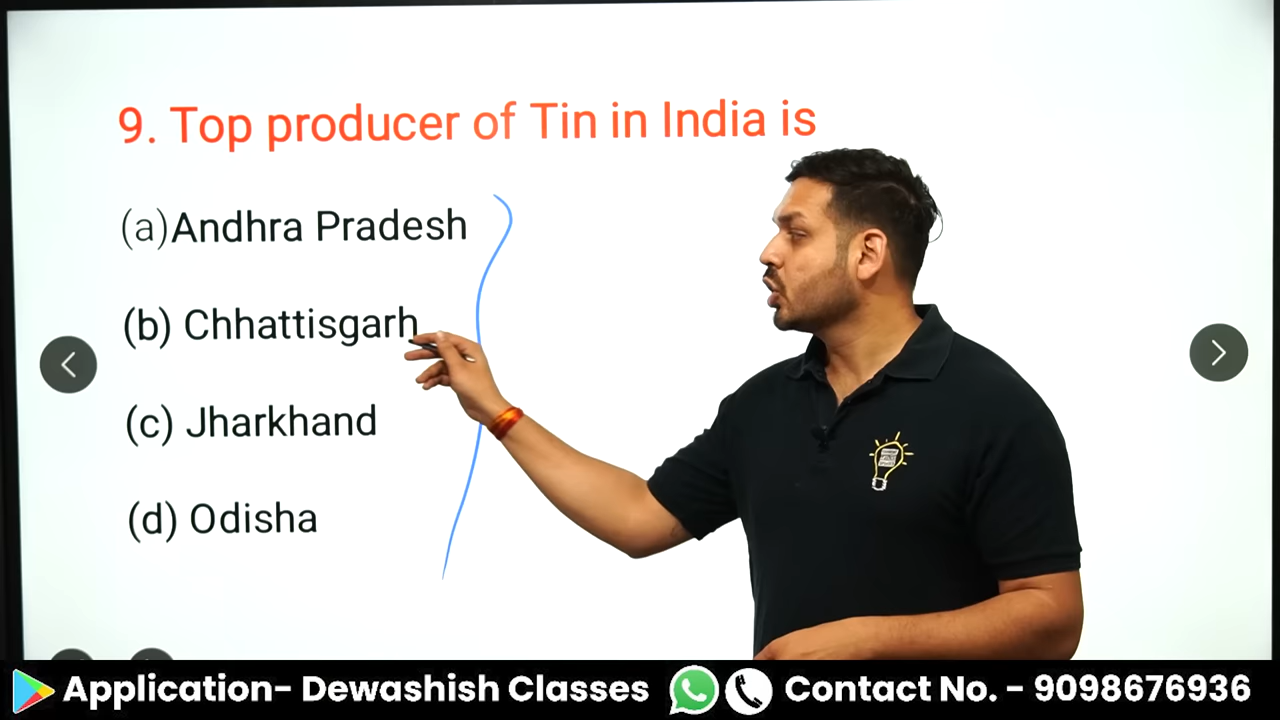 9. Top producer of Tin in India is
(a)Andhra Pradesh
(b) Chhattisgarh
(c) Jharkhand
(d) Odisha
Application- Dewashish Classes
Contact No. - 9098676936